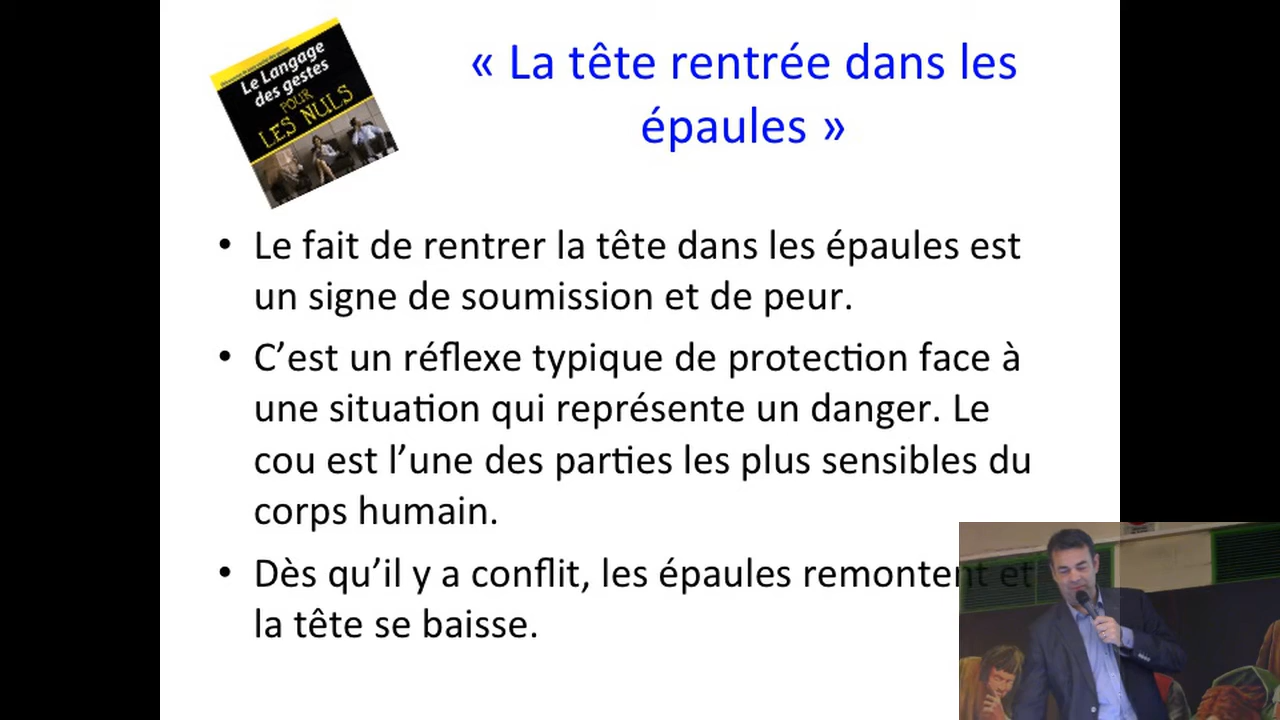 Le Langage
des gestes
POUR
LES NULS
« La tête rentrée dans les
épaules »
• Le fait de rentrer la tête dans les épaules est
un signe de soumission et de peur.
• C’est un réflexe typique de protection face à
une situation qui représente un danger. Le
cou est l’une des parties les plus sensibles du
corps humain.
• Dès qu’il y a conflit, les épaules remontent et
la tête se baisse.